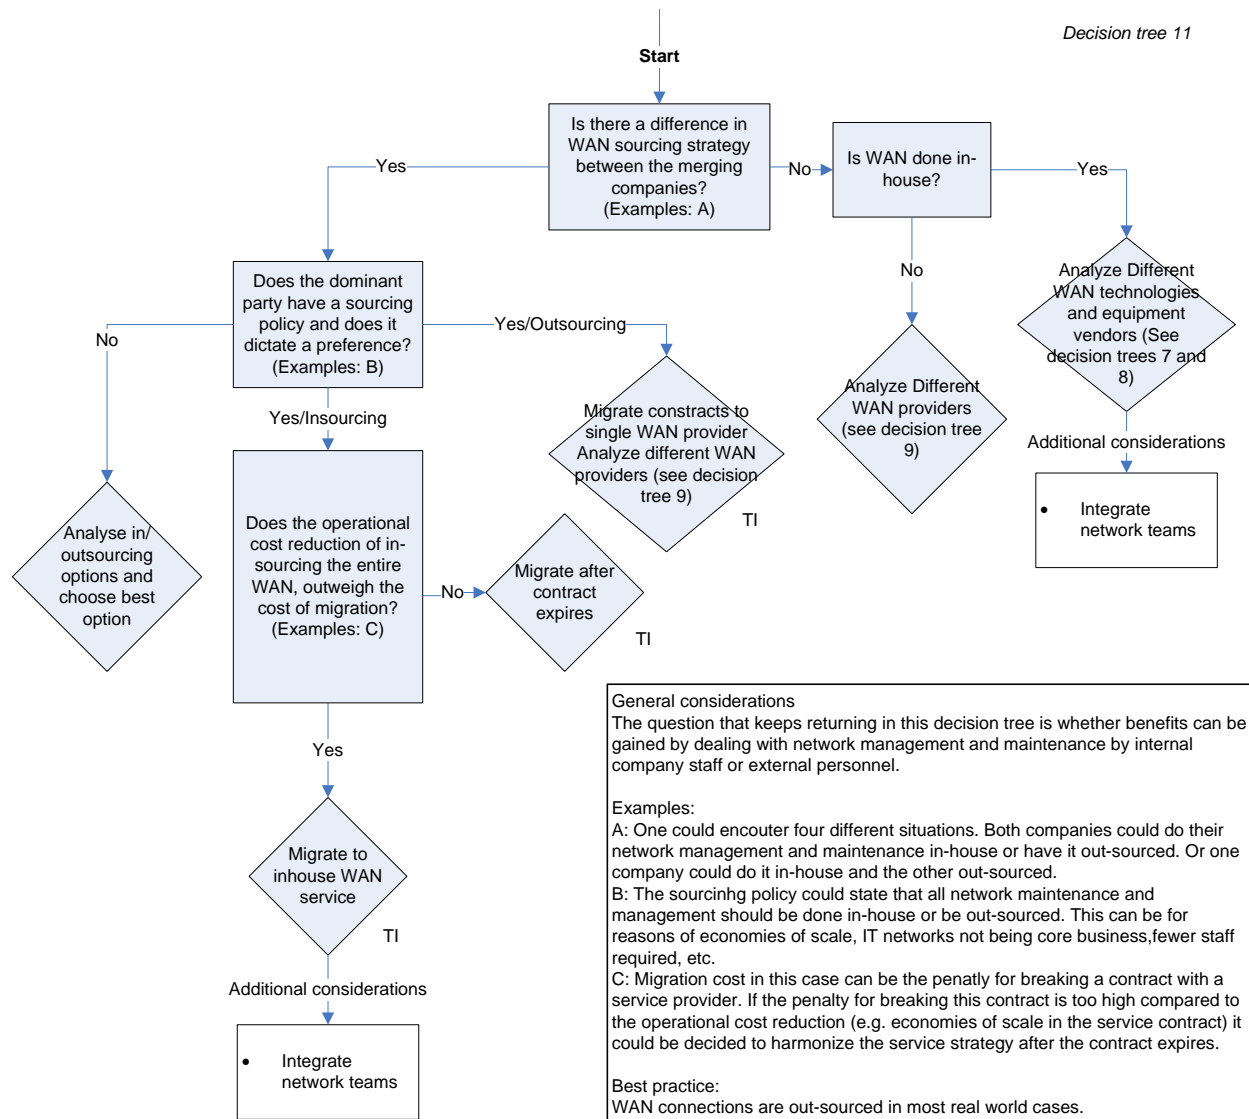 Decision tree 11
Start
Is there a difference in
WAN sourcing strategy
between the merging
companies?
(Examples: A)
Yes
No
Is WAN done in-
house?
Yes
No
Analyze Different
WAN technologies
and equipment
vendors (See
decision trees 7 and
8)
Does the dominant
party have a sourcing
policy and does it
dictate a preference?
(Examples: B)
No
Yes/Outsourcing
Yes/Insourcing
Analyze Different
WAN providers
(see decision tree
9)
Migrate constracts to
single WAN provider
Analyze different WAN
providers (see decision
tree 9)
TI
Additional considerations
• Integrate
network teams
Analyse in/
outsourcing
options and
choose best
option
Does the operational
cost reduction of in-
sourcing the entire
WAN, outweigh the
cost of migration?
(Examples: C)
No
Migrate after
contract
expires
TI
Yes
Migrate to
inhouse WAN
service
TI
Additional considerations
• Integrate
network teams
General considerations
The question that keeps returning in this decision tree is whether benefits can be
gained by dealing with network management and maintenance by internal
company staff or external personnel.
Examples:
A: One could encouter four different situations. Both companies could do their
network management and maintenance in-house or have it out-sourced. Or one
company could do it in-house and the other out-sourced.
B: The sourcinhg policy could state that all network maintenance and
management should be done in-house or be out-sourced. This can be for
reasons of economies of scale, IT networks not being core business,fewer staff
required, etc.
C: Migration cost in this case can be the penatly for breaking a contract with a
service provider. If the penalty for breaking this contract is too high compared to
the operational cost reduction (e.g. economies of scale in the service contract) it
could be decided to harmonize the service strategy after the contract expires.
Best practice:
WAN connections are out-sourced in most real world cases.